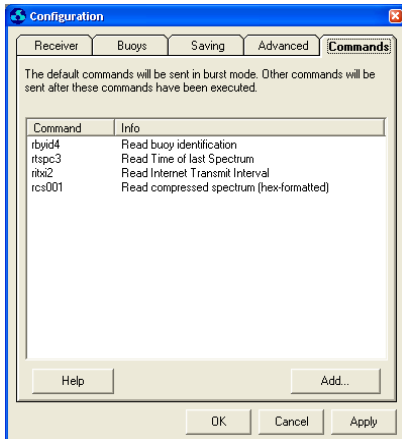 Configuration
Receiver Buoys Saving Advanced Commands
The default commands will be sent in burst mode. Other commands will be
sent after these commands have been executed.
Command Info
rbyid4 Read buoy identification
rtspc3 Read Time of last Spectrum
ritxi2 Read Internet Transmit Interval
rcs001 Read compressed spectrum (hex-formatted)
Help Add...
OK Cancel Apply